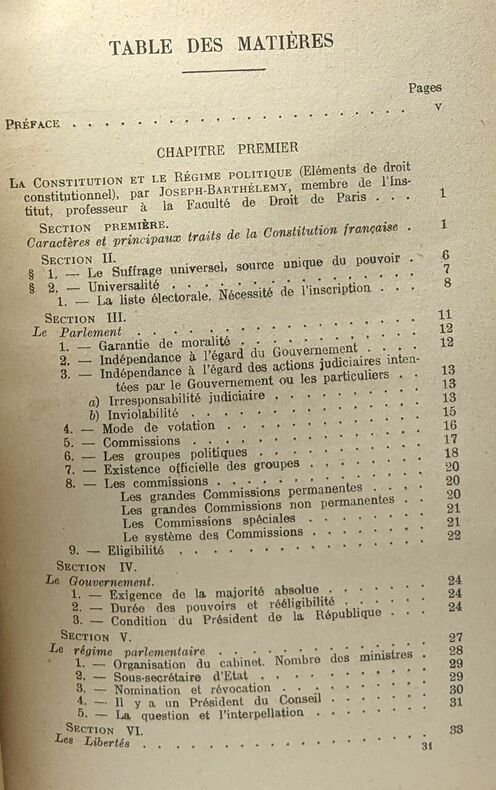 TABLE DES MATIÈRES
Pages
PRÉFACE . . . . . . . . . . . . . . . . . . . . V
CHAPITRE PREMIER
LA CONSTITUTION ET LE RÉGIME POLITIQUE (Eléments de droit
constitutionnel), par JOSEPH-BARTHÉLEMY, membre de l'Ins-
titut, professeur à la Faculté de Droit de Paris . . . 1
SECTION PREMIÈRE.
Caractères et principaux traits de la Constitution française . 1
SECTION II.
§ 1. — Le Suffrage universel, source unique du pouvoir . 6
§ 2. — Universalité . . . . . . . . . . . . . 7
1. — La liste électorale. Nécessité de l'inscription . . . 8
SECTION III.
Le Parlement . . . . . . . . . . . . . . . . 11
1. — Garantie de moralité . . . . . . . . . . 12
2. — Indépendance à l'égard du Gouvernement . . . . 12
3. — Indépendance à l'égard des actions judiciaires inten-
tées par le Gouvernement ou les particuliers . . 13
a) Irresponsabilité judiciaire . . . . . . . . 13
b) Inviolabilité . . . . . . . . . . . . . 13
4. — Mode de votation . . . . . . . . . . . . 15
5. — Commissions . . . . . . . . . . . . . . 16
6. — Les groupes politiques . . . . . . . . . . 17
7. — Existence officielle des groupes . . . . . . . 18
8. — Les commissions . . . . . . . . . . . . 20
Les grandes Commissions permanentes . . . . 20
Les grandes Commissions non permanentes . . 20
Les Commissions spéciales . . . . . . . 21
Le système des Commissions . . . . . . . 21
9. — Eligibilité . . . . . . . . . . . . . . 22
SECTION IV.
Le Gouvernement.
1. — Exigence de la majorité absolue . . . . . . 24
2. — Durée des pouvoirs et rééligibilité . . . . . 24
3. — Condition du Président de la République . . . 24
SECTION V.
Le régime parlementaire . . . . . . . . . . . . 27
1. — Organisation du cabinet. Nombre des ministres . 28
2. — Sous-secrétaire d'Etat . . . . . . . . . . 29
3. — Nomination et révocation . . . . . . . . . 29
4. — Il y a un Président du Conseil . . . . . . . 30
5. — La question et l'interpellation . . . . . . . 31
SECTION VI.
Les Libertés . . . . . . . . . . . . . . . . 33
31